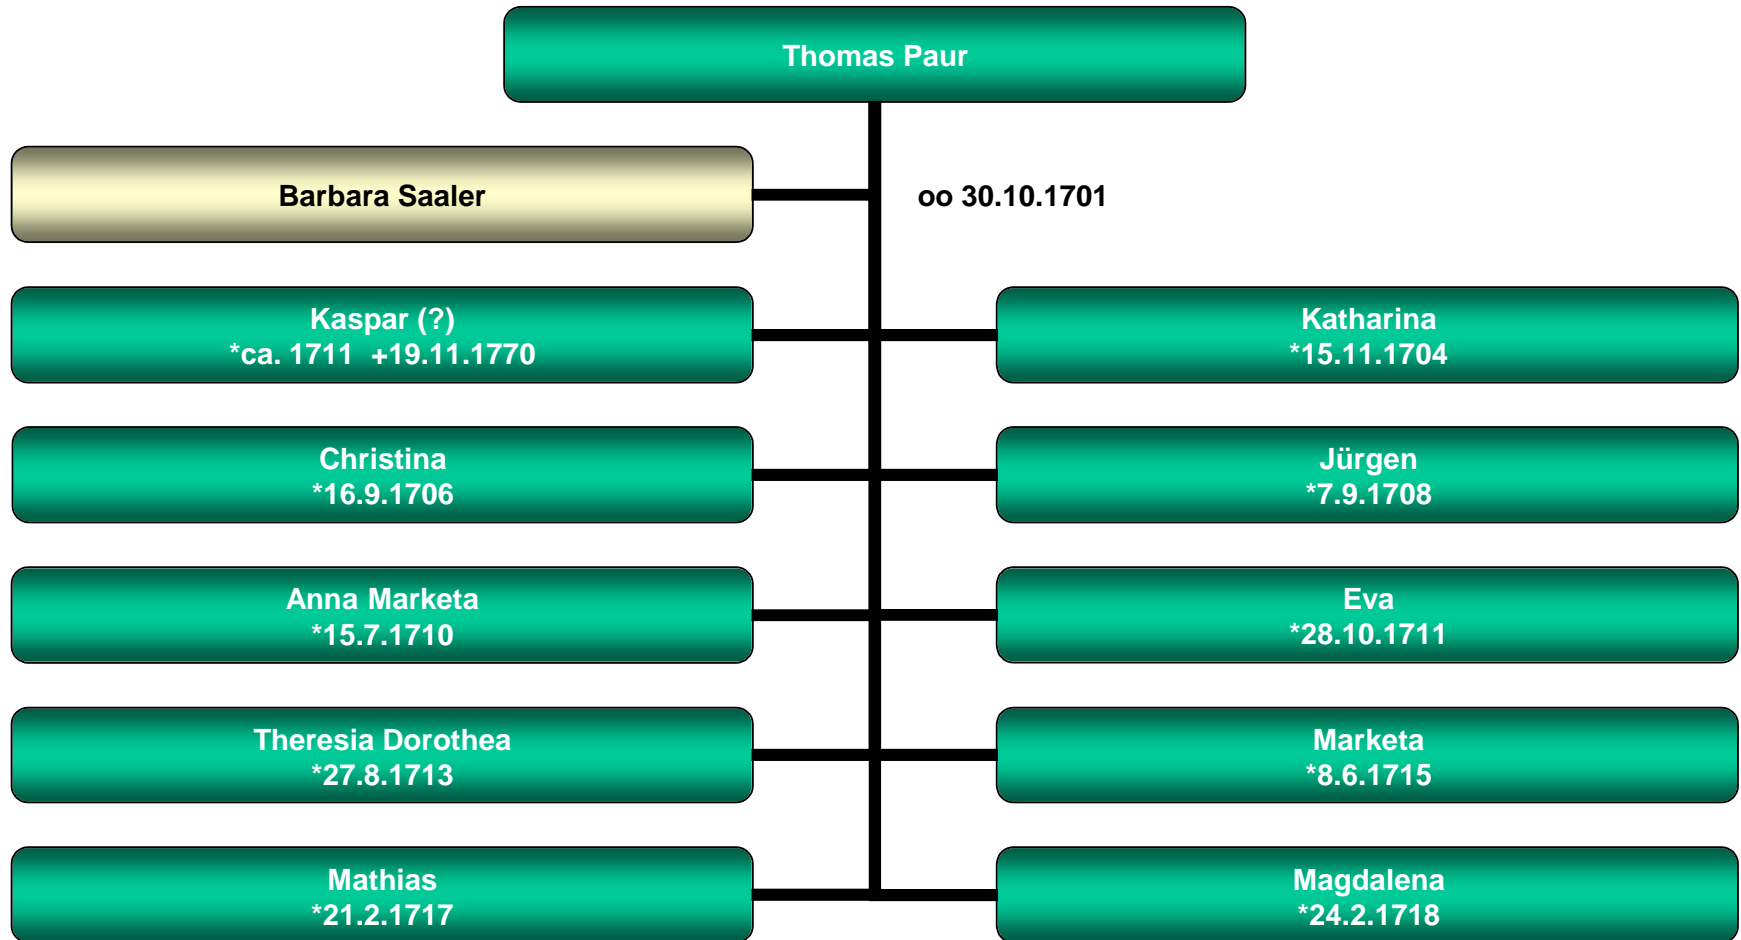 Thomas Paur
Barbara Saaler
oo 30.10.1701
Kaspar (?)
*ca. 1711  +19.11.1770
Katharina
*15.11.1704
Christina
*16.9.1706
Jürgen
*7.9.1708
Anna Marketa
*15.7.1710
Eva
*28.10.1711
Theresia Dorothea
*27.8.1713
Marketa
*8.6.1715
Mathias
*21.2.1717
Magdalena
*24.2.1718